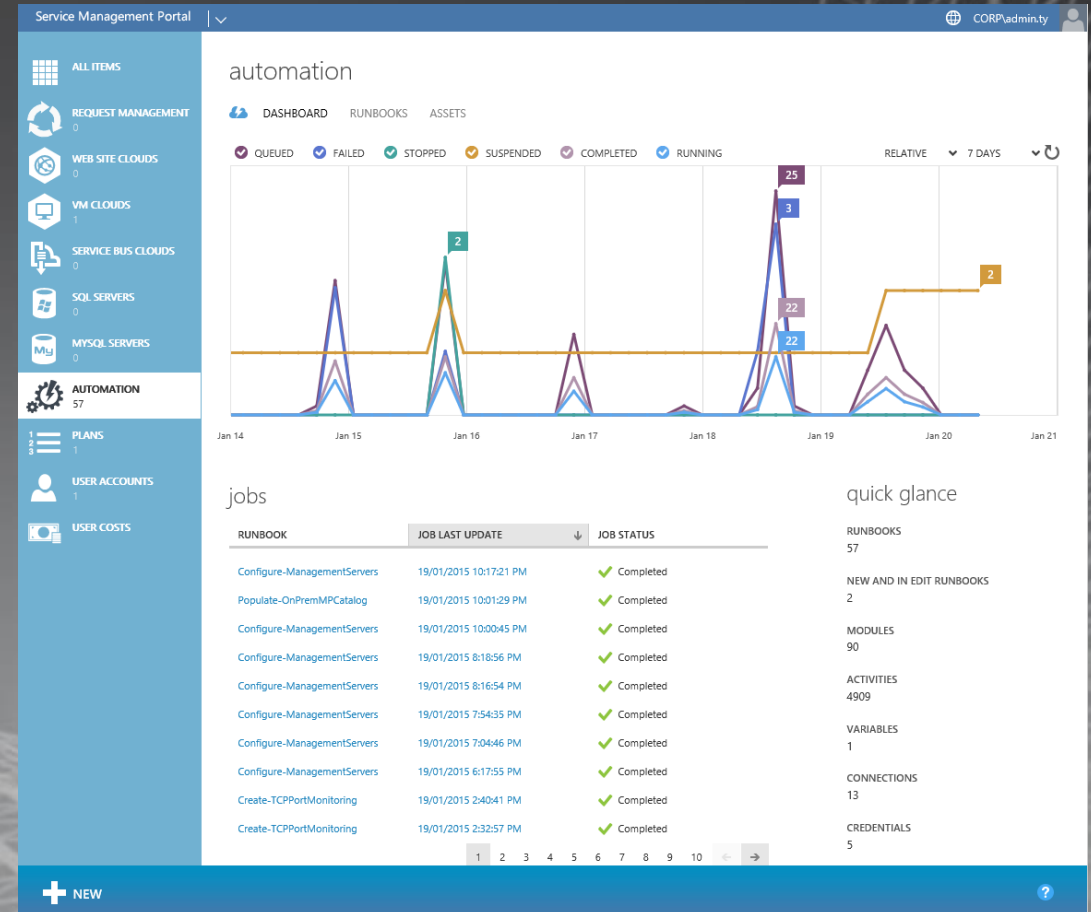 Service Management Portal
CORP\admin.ty
ALL ITEMS
REQUEST MANAGEMENT
0
WEB SITE CLOUDS
0
VM CLOUDS
1
SERVICE BUS CLOUDS
0
SQL SERVERS
0
MYSQL SERVERS
0
My
AUTOMATION
57
PLANS
1
1
2
3
USER ACCOUNTS
1
USER COSTS
automation
DASHBOARD RUNBOOKS ASSETS
QUEUED FAILED STOPPED SUSPENDED COMPLETED RUNNING RELATIVE 7 DAYS
25
3
2
2
22
22
Jan 14 Jan 15 Jan 16 Jan 17 Jan 18 Jan 19 Jan 20 Jan 21
jobs
RUNBOOK JOB LAST UPDATE JOB STATUS
Configure-ManagementServers 19/01/2015 10:17:21 PM Completed
Populate-OnPremMPCatalog 19/01/2015 10:01:29 PM Completed
Configure-ManagementServers 19/01/2015 10:00:45 PM Completed
Configure-ManagementServers 19/01/2015 8:18:56 PM Completed
Configure-ManagementServers 19/01/2015 8:16:54 PM Completed
Configure-ManagementServers 19/01/2015 7:54:35 PM Completed
Configure-ManagementServers 19/01/2015 7:04:46 PM Completed
Configure-ManagementServers 19/01/2015 6:17:55 PM Completed
Create-TCPPortMonitoring 19/01/2015 2:40:41 PM Completed
Create-TCPPortMonitoring 19/01/2015 2:32:57 PM Completed
1 2 3 4 5 6 7 8 9 10
quick glance
RUNBOOKS
57
NEW AND IN EDIT RUNBOOKS
2
MODULES
90
ACTIVITIES
4909
VARIABLES
1
CONNECTIONS
13
CREDENTIALS
5
NEW
?